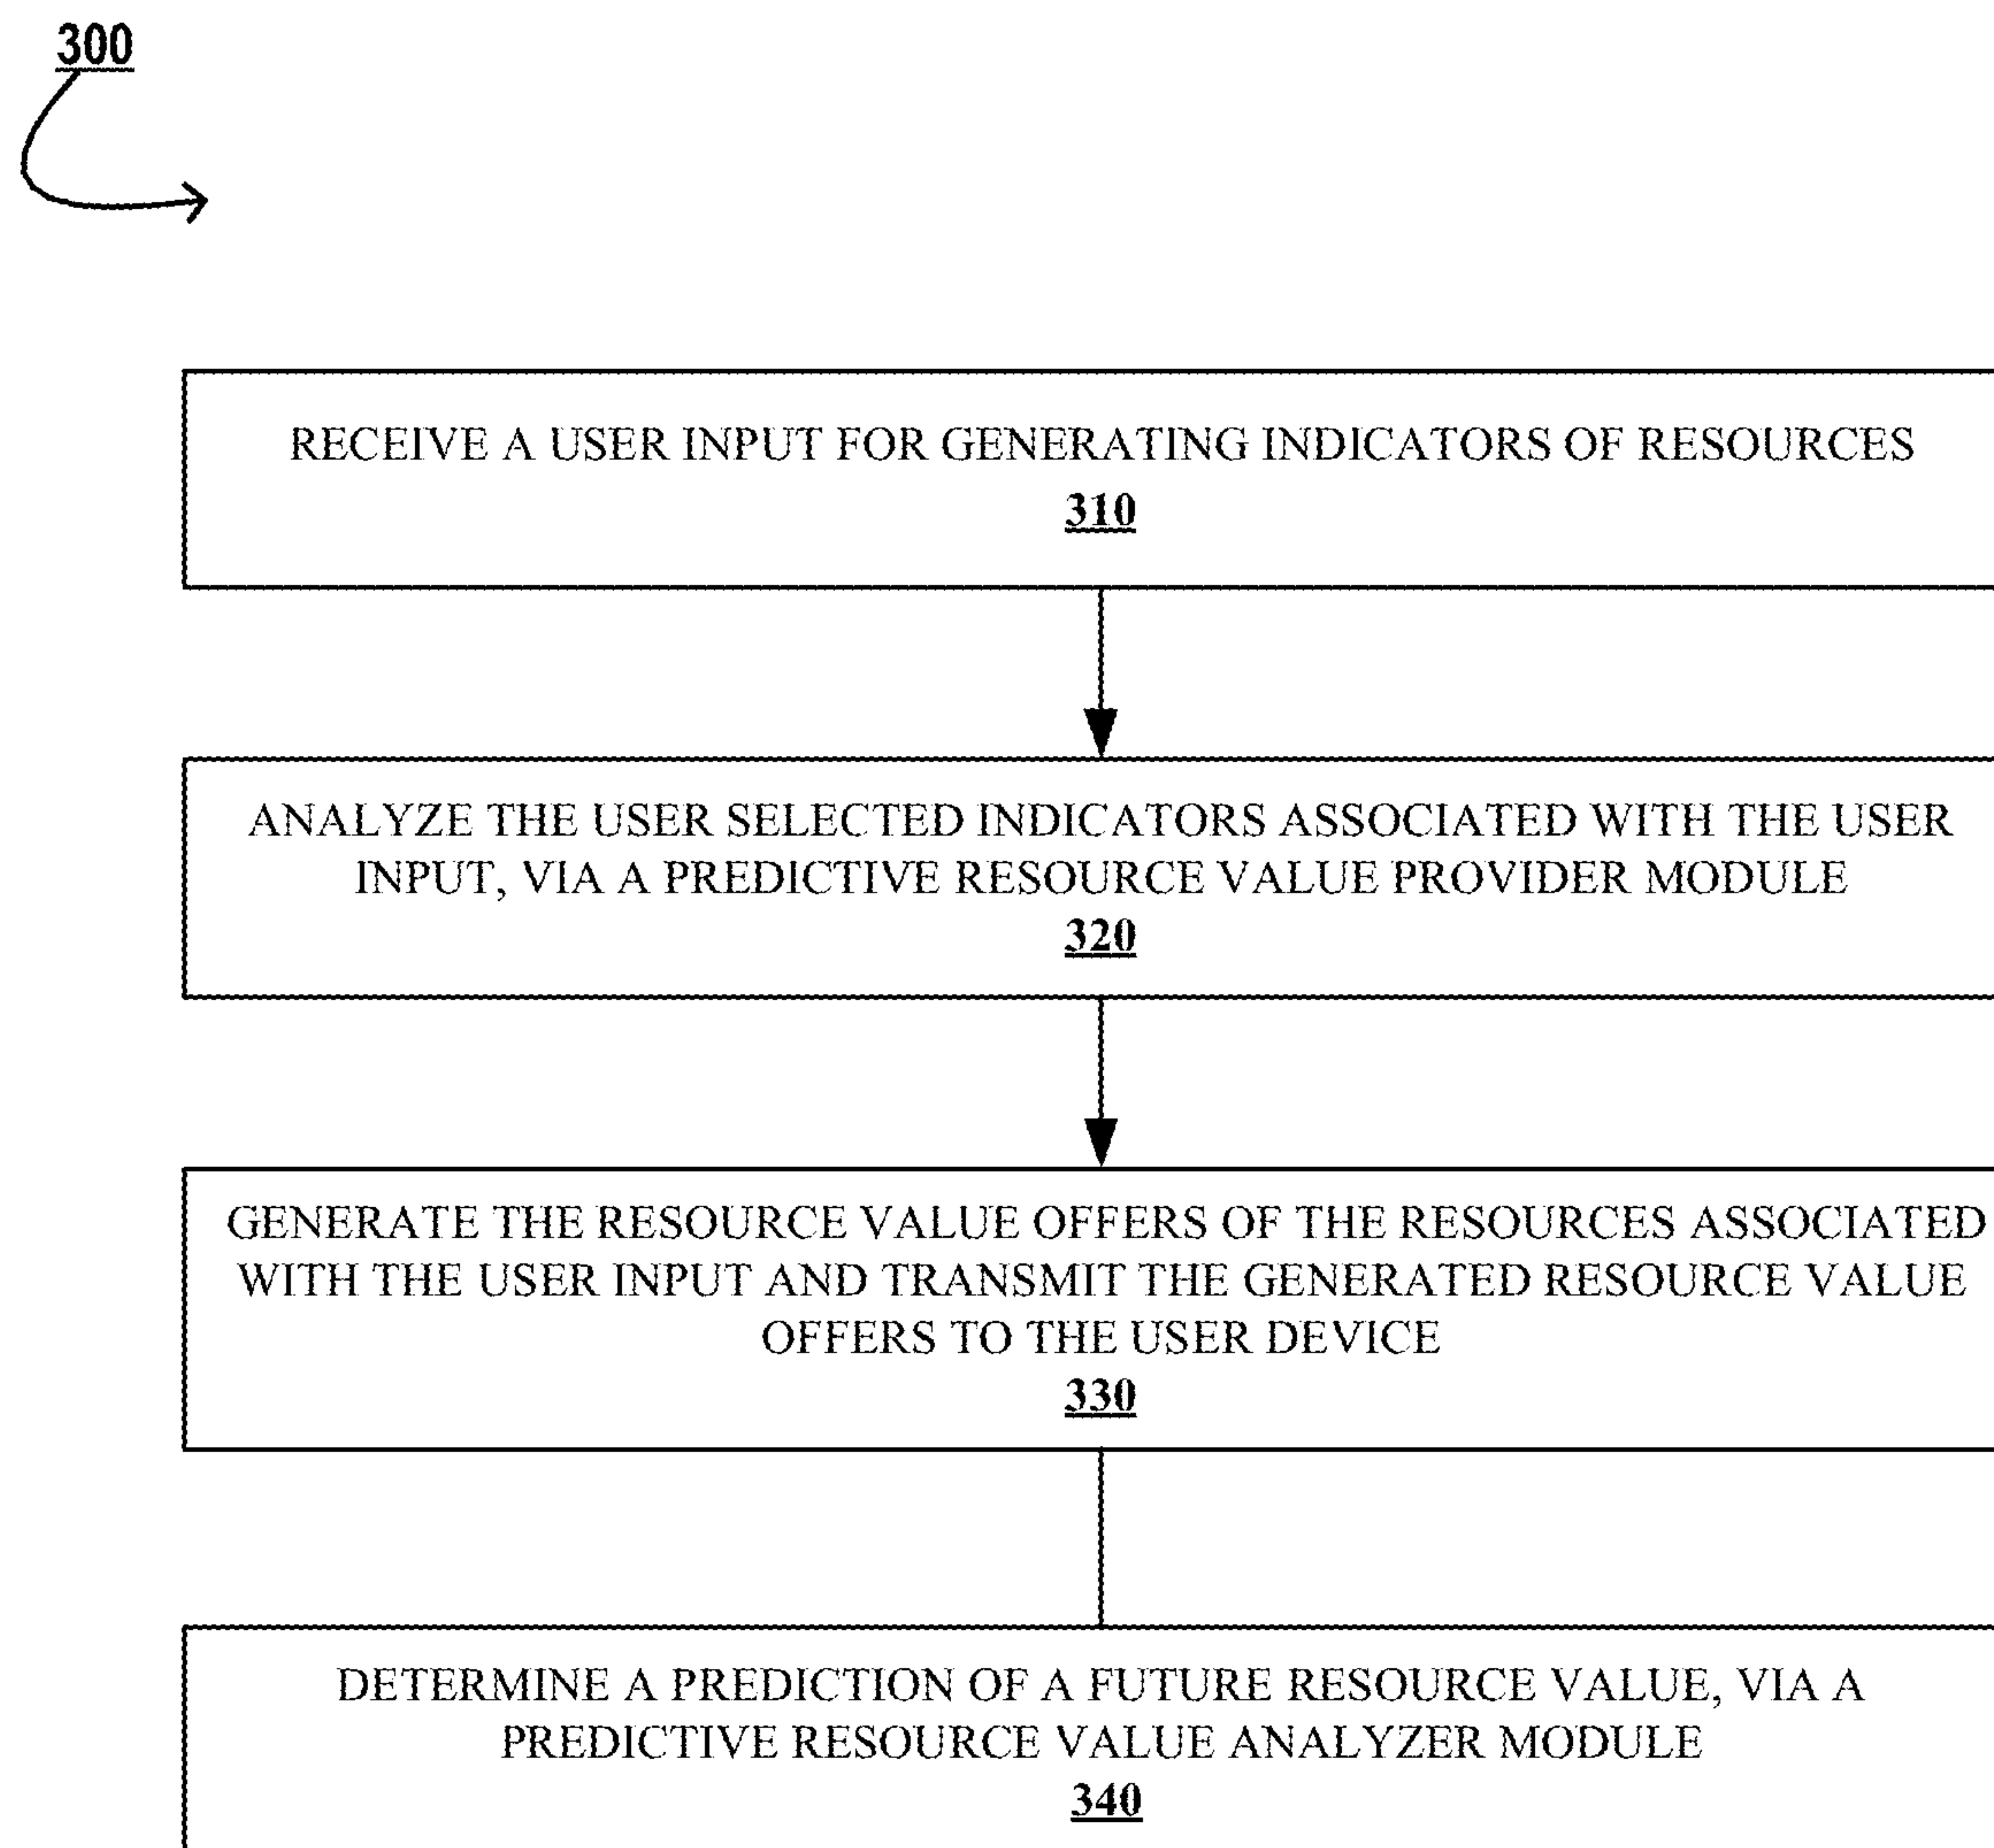 300
RECEIVE A USER INPUT FOR GENERATING INDICATORS OF RESOURCES
310
ANALYZE THE USER SELECTED INDICATORS ASSOCIATED WITH THE USER
INPUT, VIA A PREDICTIVE RESOURCE VALUE PROVIDER MODULE
320
GENERATE THE RESOURCE VALUE OFFERS OF THE RESOURCES ASSOCIATED
WITH THE USER INPUT AND TRANSMIT THE GENERATED RESOURCE VALUE
OFFERS TO THE USER DEVICE
330
DETERMINE A PREDICTION OF A FUTURE RESOURCE VALUE, VIA A
PREDICTIVE RESOURCE VALUE ANALYZER MODULE
340